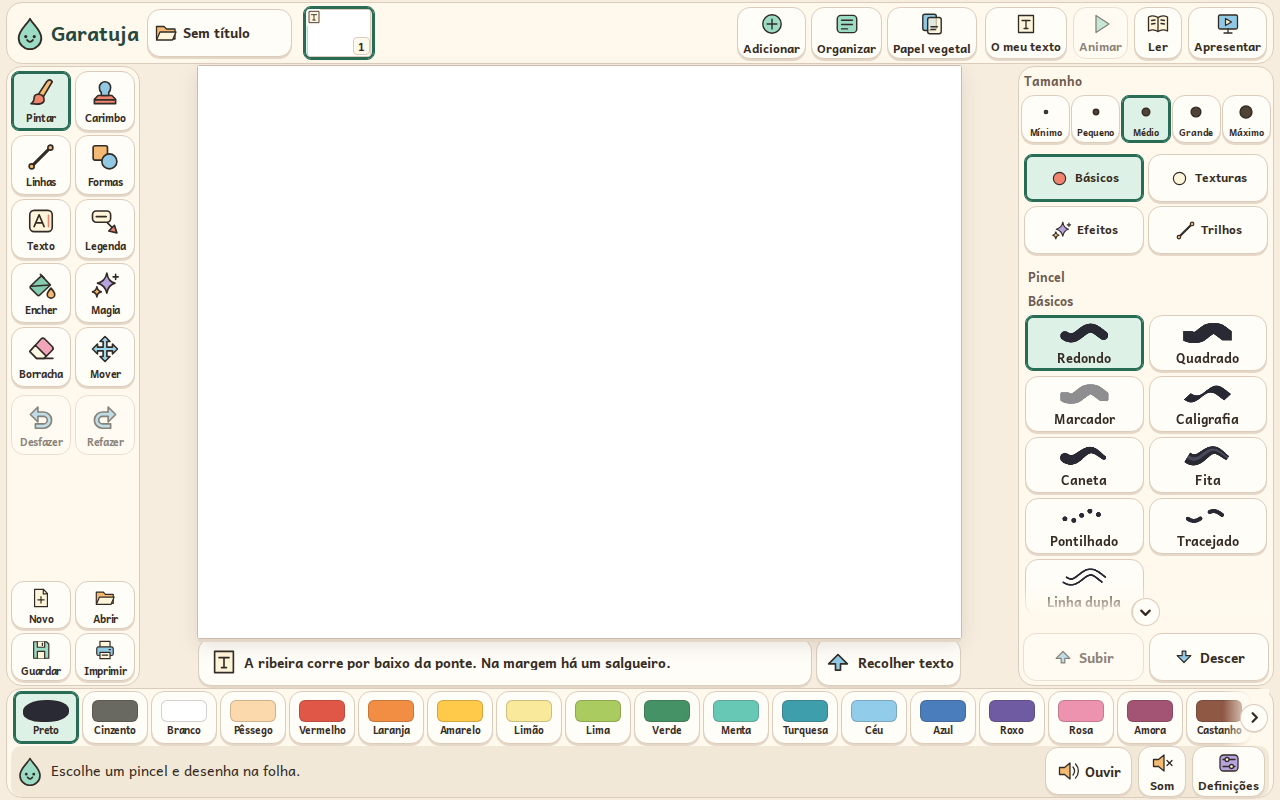 Garatuja
Sem título
1
Adicionar
Organizar
Papel vegetal
O meu texto
Animar
Ler
Apresentar
Pintar
Carimbo
Linhas
Formas
Texto
Legenda
Encher
Magia
Borracha
Mover
Desfazer
Refazer
Novo
Abrir
Guardar
Imprimir
A ribeira corre por baixo da ponte. Na margem há um salgueiro.
Recolher texto
Tamanho
Mínimo
Pequeno
Médio
Grande
Máximo
Básicos
Texturas
Efeitos
Trilhos
Pincel
Básicos
Redondo
Quadrado
Marcador
Caligrafia
Caneta
Fita
Pontilhado
Tracejado
Linha dupla
Subir
Descer
Preto
Cinzento
Branco
Pêssego
Vermelho
Laranja
Amarelo
Limão
Lima
Verde
Menta
Turquesa
Céu
Azul
Roxo
Rosa
Amora
Castanho
Escolhe um pincel e desenha na folha.
Ouvir
Som
Definições